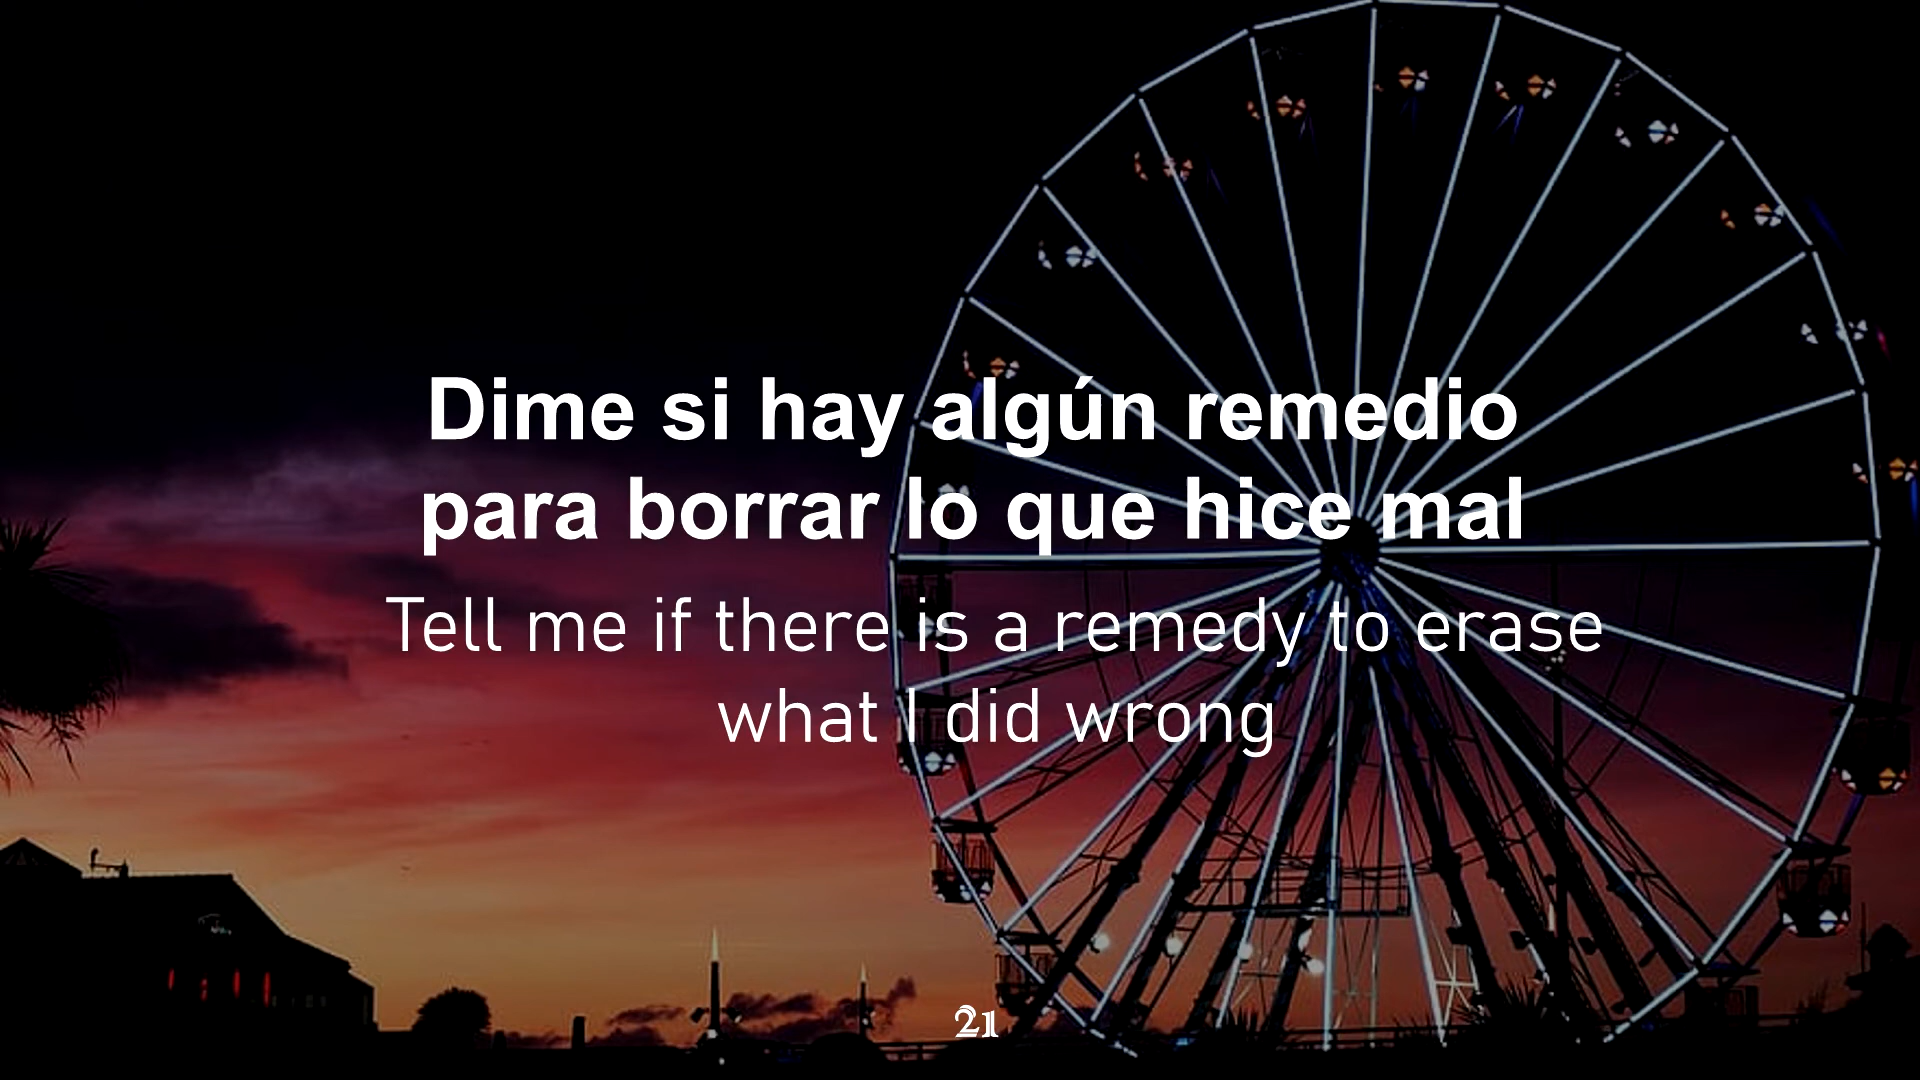 Dime si hay algún remedio
para borrar lo que hice mal
Tell me if there is a remedy to erase
what I did wrong
21